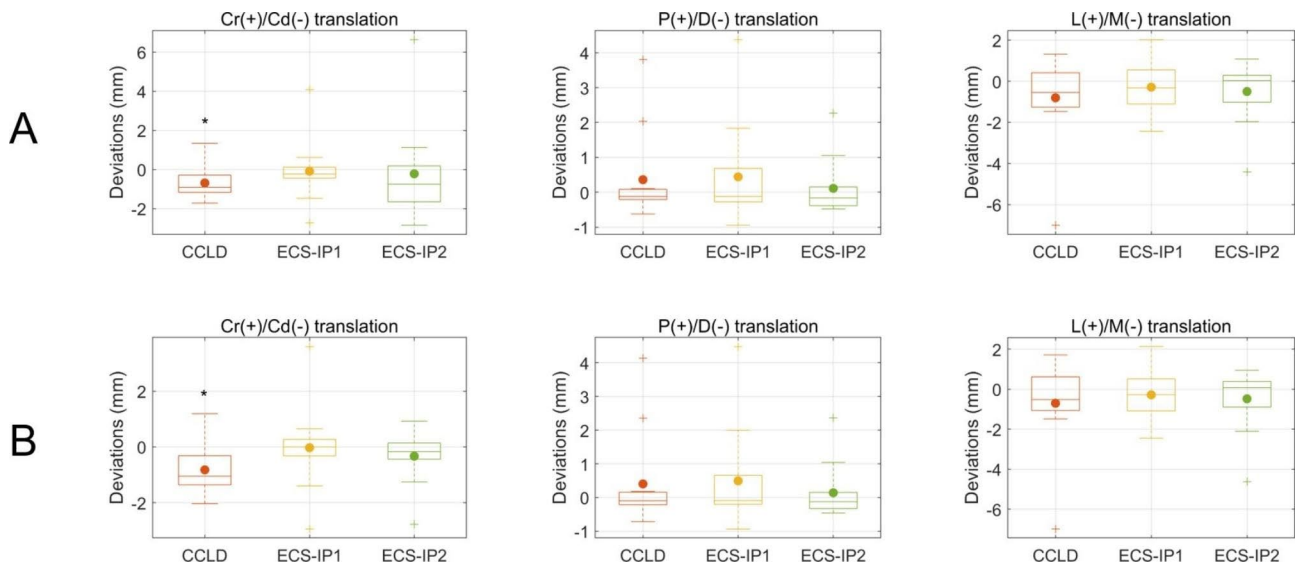 A
Cr(+)/Cd(-) translation
Deviations (mm)
6
4
2
0
-2
*
CCLD ECS-IP1 ECS-IP2
P(+)/D(-) translation
Deviations (mm)
4
3
2
1
0
-1
CCLD ECS-IP1 ECS-IP2
L(+)/M(-) translation
Deviations (mm)
2
0
-2
-4
-6
CCLD ECS-IP1 ECS-IP2
B
Cr(+)/Cd(-) translation
Deviations (mm)
2
0
-2
*
CCLD ECS-IP1 ECS-IP2
P(+)/D(-) translation
Deviations (mm)
4
3
2
1
0
-1
CCLD ECS-IP1 ECS-IP2
L(+)/M(-) translation
Deviations (mm)
2
0
-2
-4
-6
CCLD ECS-IP1 ECS-IP2